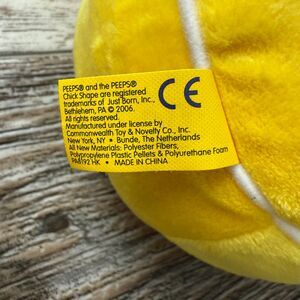 PEEPS® and the PEEPS®
Chick Shape are registered
trademarks of Just Born, Inc.,
Bethlehem, PA © 2006.
All rights reserved.
Manufactured under license by
Commonwealth Toy & Novelty Co., Inc.
New York, NY • Bunde, The Netherlands
All New Materials: Polyester Fibers,
Polypropylene Plastic Pellets & Polyurethane Foam
HK • MADE IN CHINA
CE